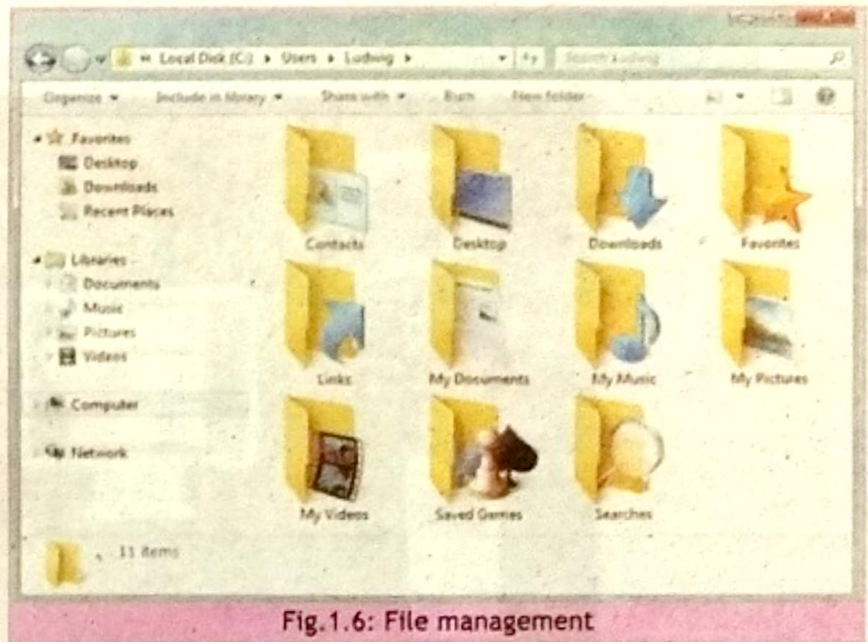 Local Disk (C:) Users Ludwig
Search Ludwig
Organize Include in library Share with Burn New folder
Favorites
Desktop
Downloads
Recent Places
Libraries
Documents
Music
Pictures
Videos
Computer
Network
Contacts Desktop Downloads Favorites
Links My Documents My Music My Pictures
My Videos Saved Games Searches
11 items
Fig.1.6: File management